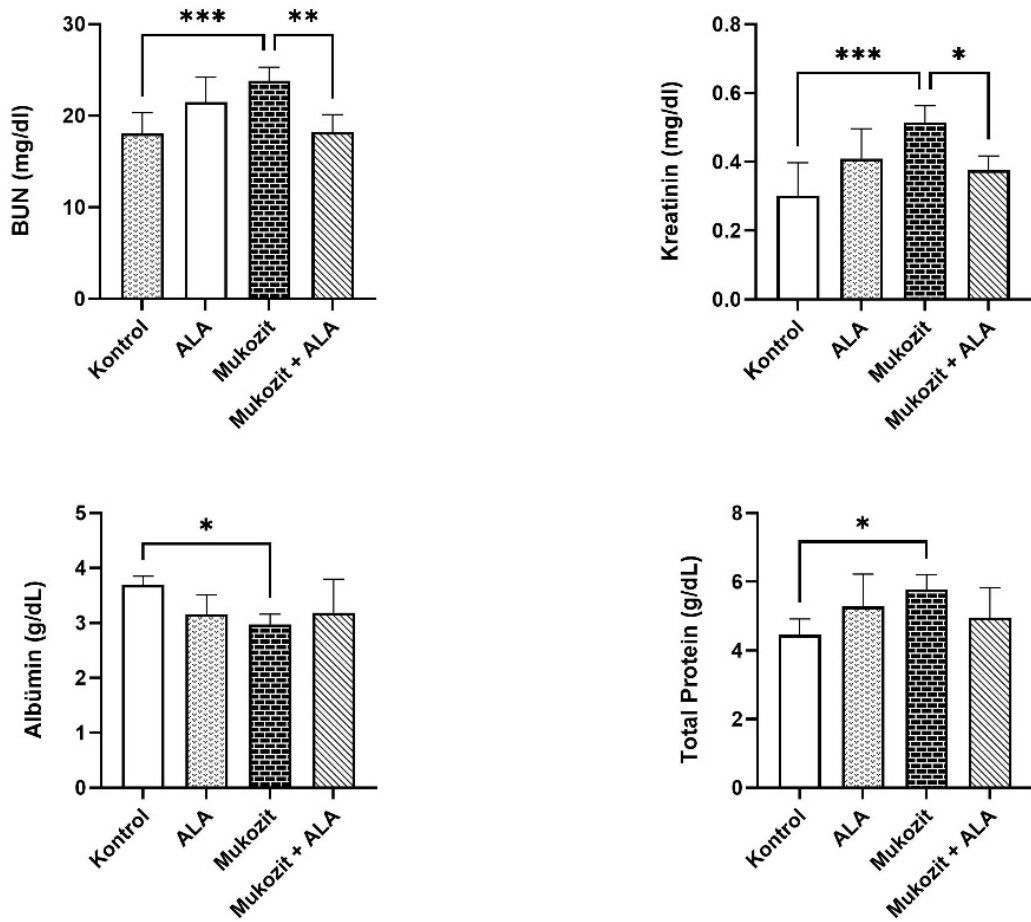 BUN (mg/dl)
30
20
10
0
***
**
Kontrol
ALA
Mukozit
Mukozit + ALA
Kreatinin (mg/dl)
0.8
0.6
0.4
0.2
0.0
***
*
Kontrol
ALA
Mukozit
Mukozit + ALA
Albümin (g/dL)
5
4
3
2
1
0
*
Kontrol
ALA
Mukozit
Mukozit + ALA
Total Protein (g/dL)
8
6
4
2
0
*
Kontrol
ALA
Mukozit
Mukozit + ALA